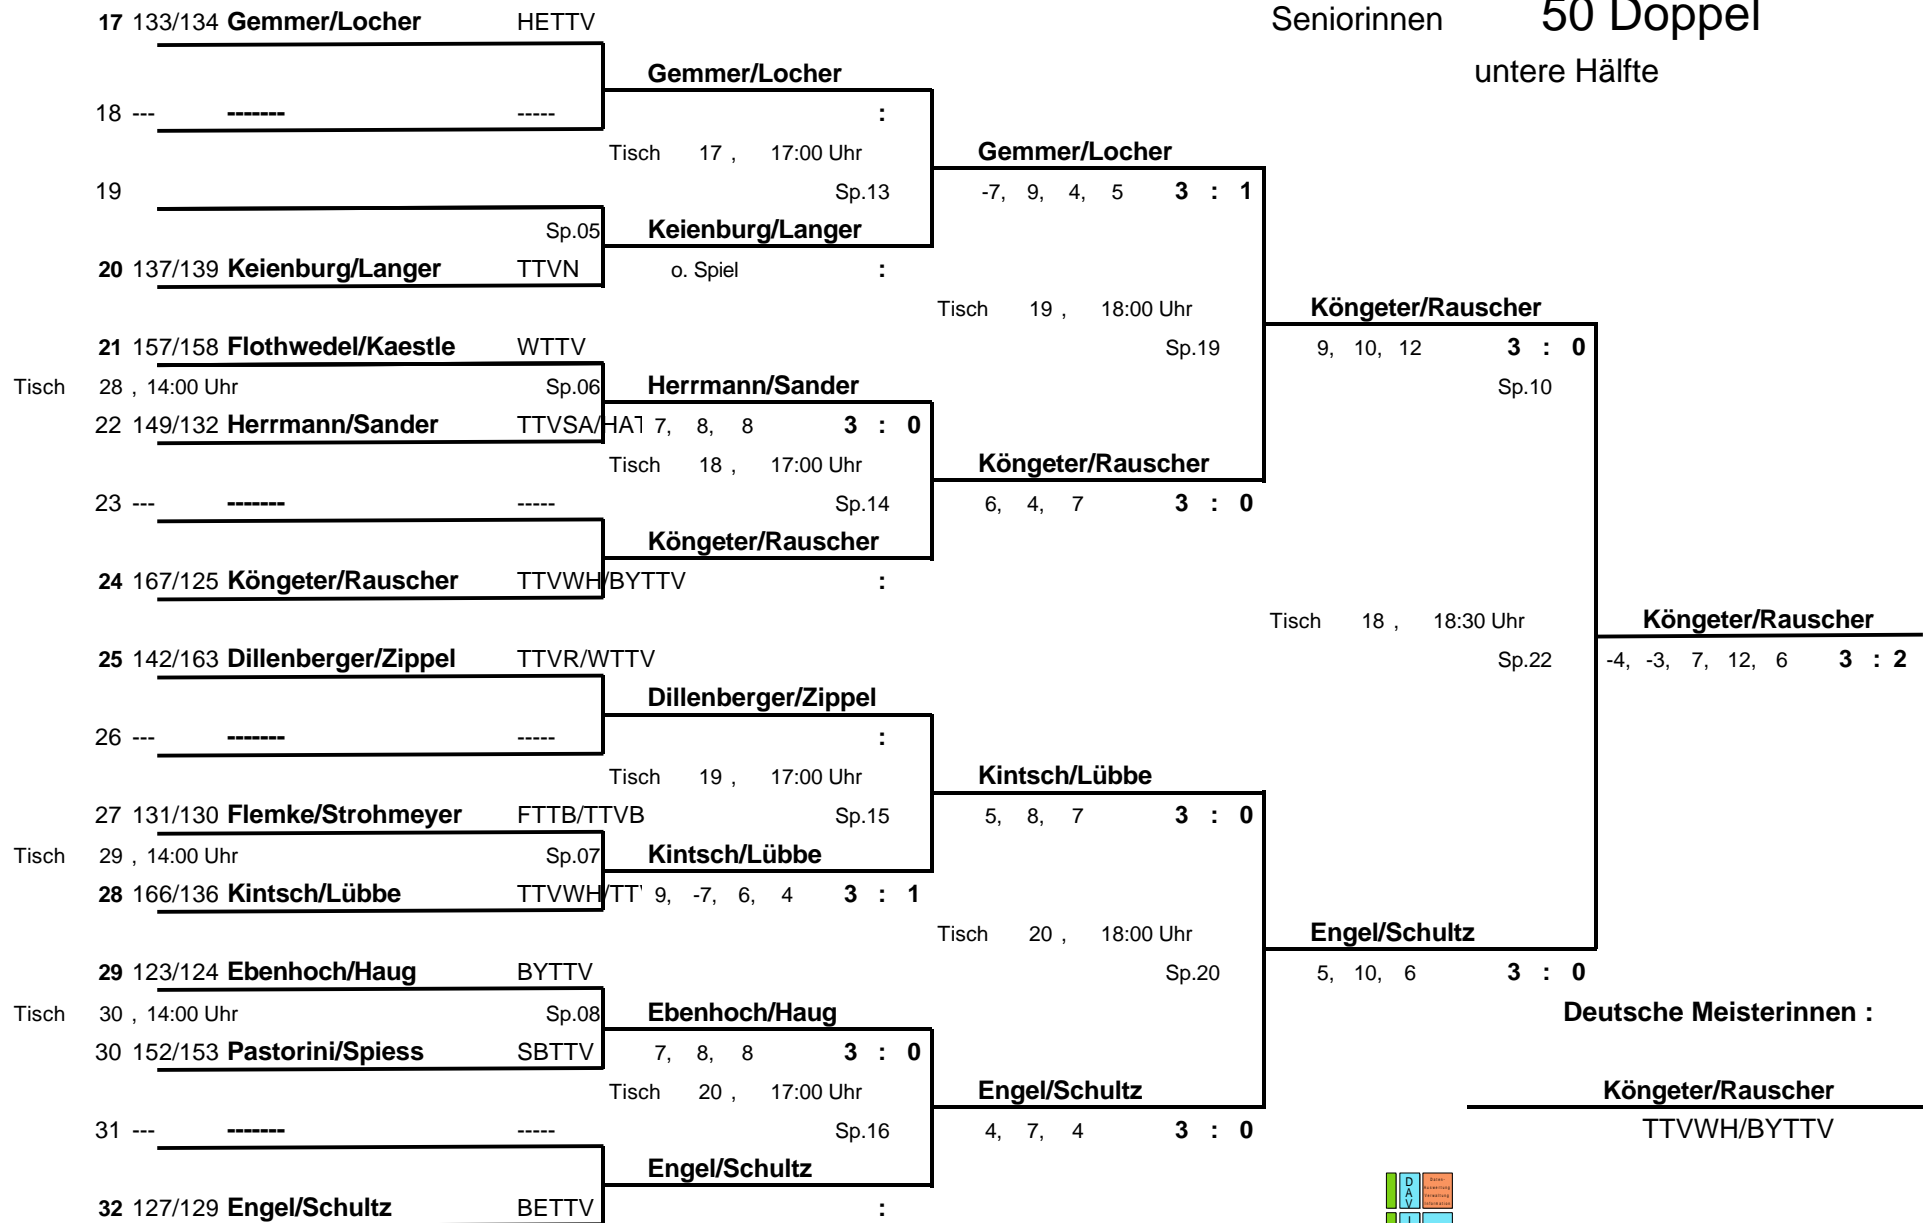 17 133/134 Gemmer/Locher HETTV Seniorinnen 50 Doppel
Gemmer/Locher untere Hälfte
18 --- ------- ----- :
Tisch 17 , 17:00 Uhr Gemmer/Locher
19 Sp.13 -7, 9, 4, 5 3 : 1
Sp.05 Keienburg/Langer
20 137/139 Keienburg/Langer TTVN o. Spiel :
Tisch 19 , 18:00 Uhr Köngeter/Rauscher
21 157/158 Flothwedel/Kaestle WTTV Sp.19 9, 10, 12 3 : 0
Tisch 28 , 14:00 Uhr Sp.06 Herrmann/Sander Sp.10
22 149/132 Herrmann/Sander TTVSA/HAT 7, 8, 8 3 : 0
Tisch 18 , 17:00 Uhr Köngeter/Rauscher
23 --- ------- ----- Sp.14 6, 4, 7 3 : 0
Köngeter/Rauscher
24 167/125 Köngeter/Rauscher TTVWH/BYTTV :
Tisch 18 , 18:30 Uhr Köngeter/Rauscher
25 142/163 Dillenberger/Zippel TTVR/WTTV Sp.22 -4, -3, 7, 12, 6 3 : 2
Dillenberger/Zippel
26 --- ------- ----- :
Tisch 19 , 17:00 Uhr Kintsch/Lübbe
27 131/130 Flemke/Strohmeyer FTTB/TTVB Sp.15 5, 8, 7 3 : 0
Tisch 29 , 14:00 Uhr Sp.07 Kintsch/Lübbe
28 166/136 Kintsch/Lübbe TTVWH/TT 9, -7, 6, 4 3 : 1
Tisch 20 , 18:00 Uhr Engel/Schultz
29 123/124 Ebenhoch/Haug BYTTV Sp.20 5, 10, 6 3 : 0
Tisch 30 , 14:00 Uhr Sp.08 Ebenhoch/Haug Deutsche Meisterinnen :
30 152/153 Pastorini/Spiess SBTTV 7, 8, 8 3 : 0
Tisch 20 , 17:00 Uhr Engel/Schultz Köngeter/Rauscher
31 --- ------- ----- Sp.16 4, 7, 4 3 : 0 TTVWH/BYTTV
Engel/Schultz
32 127/129 Engel/Schultz BETTV :
DAV